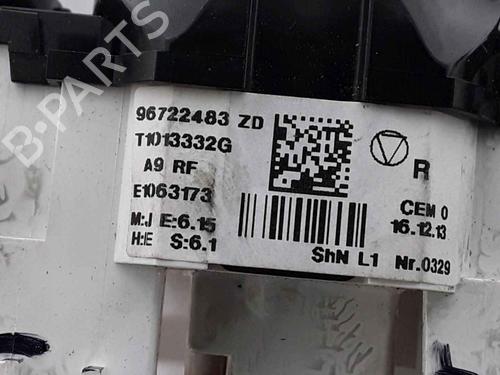 B-PARTS
96722483 ZD
T1013332G
A9 RF
E1063173
M:J E:6.15
H:E S:6.1
R
CEM 0
16.12.13
ShN L1 Nr.0329